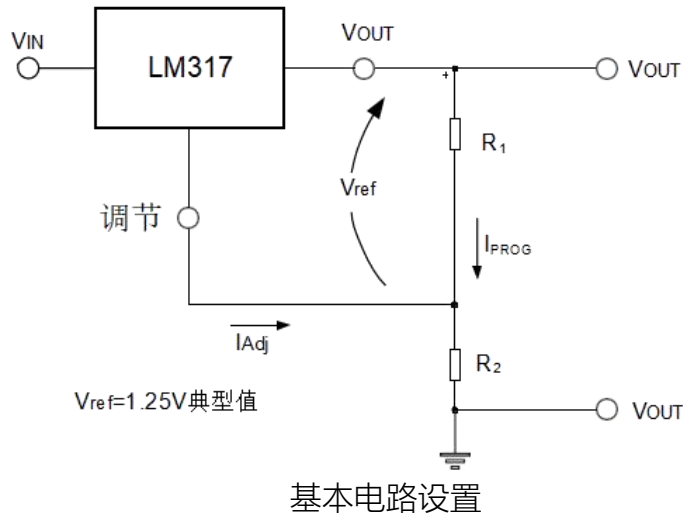 VIN
LM317
VOUT
VOUT
+
R1
Vref
调节
IPROG
IAdj
R2
Vref=1.25V典型值
VOUT
基本电路设置